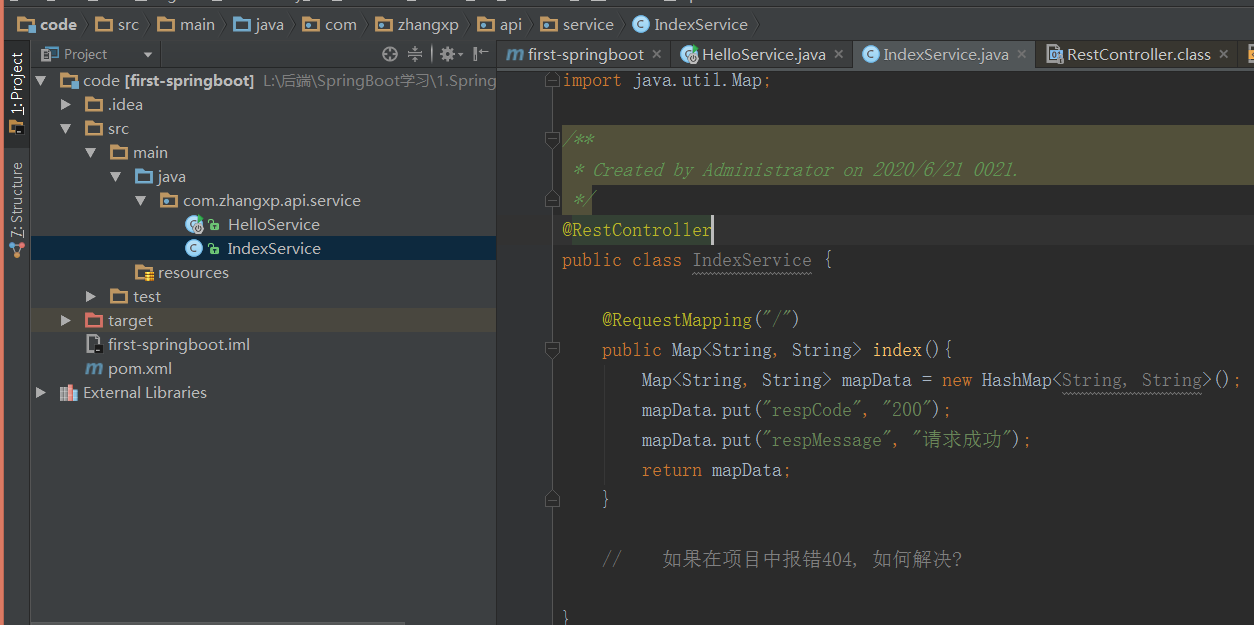 code src main java com zhangxp api service IndexService
Project
first-springboot HelloService.java IndexService.java RestController.class
1: Project
Z: Structure
code [first-springboot] L:\后端\SpringBoot学习\1.Spring
.idea
src
main
java
com.zhangxp.api.service
HelloService
IndexService
resources
test
target
first-springboot.iml
pom.xml
External Libraries
import java.util.Map;
/**
* Created by Administrator on 2020/6/21 0021.
*/
@RestController
public class IndexService {
@RequestMapping("/")
public Map<String, String> index(){
Map<String, String> mapData = new HashMap<String, String>();
mapData.put("respCode", "200");
mapData.put("respMessage", "请求成功");
return mapData;
}
// 如果在项目中报错404, 如何解决?
}